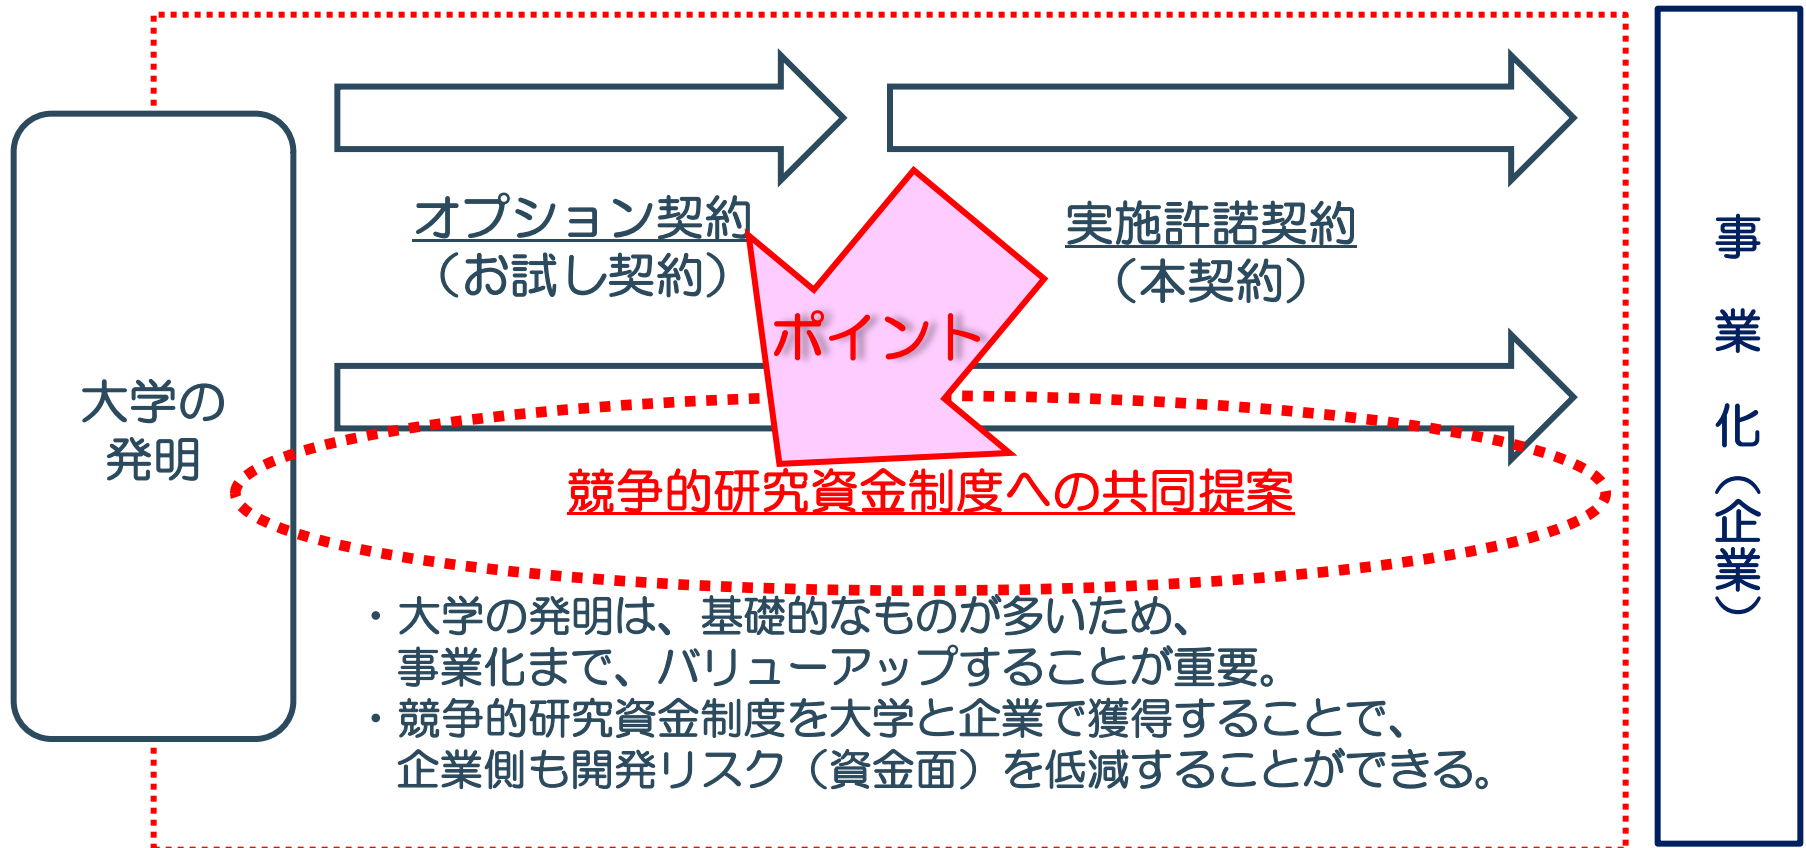 大学の
発明
オプション契約
（お試し契約）
実施許諾契約
（本契約）
ポイント
競争的研究資金制度への共同提案
・大学の発明は、基礎的なものが多いため、
事業化まで、バリューアップすることが重要。
・競争的研究資金制度を大学と企業で獲得することで、
企業側も開発リスク（資金面）を低減することができる。
事業化（企業）